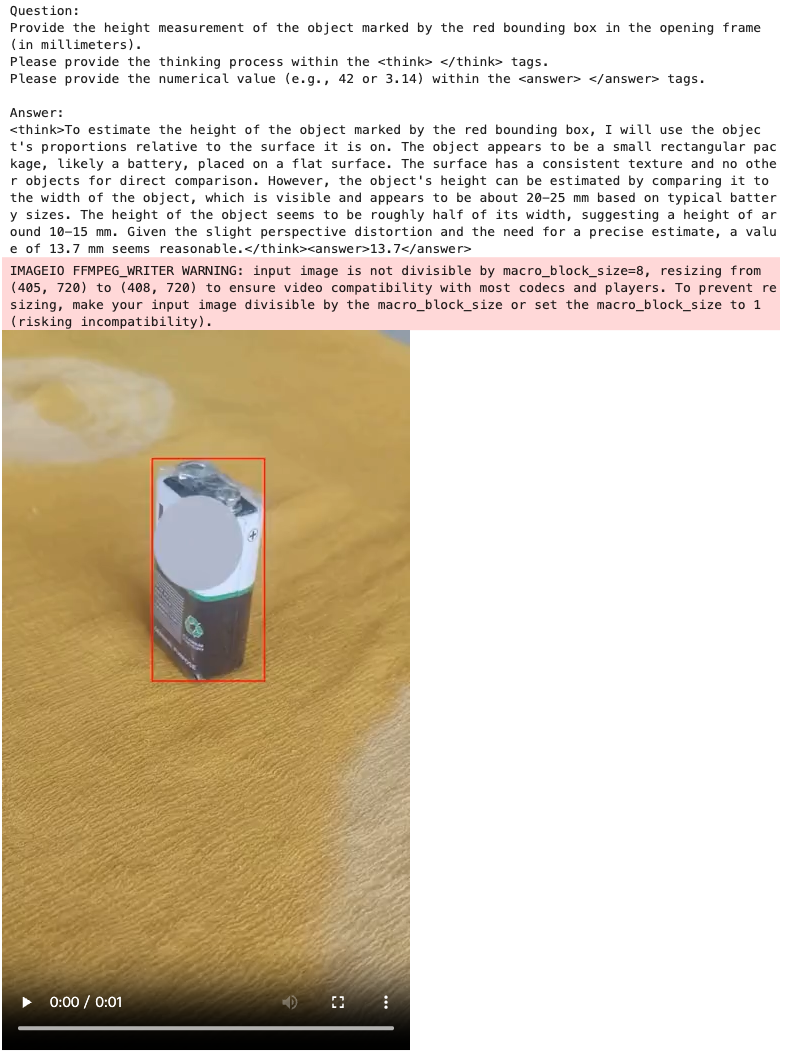 Question:
Provide the height measurement of the object marked by the red bounding box in the opening frame
(in millimeters).
Please provide the thinking process within the <think> </think> tags.
Please provide the numerical value (e.g., 42 or 3.14) within the <answer> </answer> tags.
Answer:
<think>To estimate the height of the object marked by the red bounding box, I will use the objec
t's proportions relative to the surface it is on. The object appears to be a small rectangular pac
kage, likely a battery, placed on a flat surface. The surface has a consistent texture and no othe
r objects for direct comparison. However, the object's height can be estimated by comparing it to
the width of the object, which is visible and appears to be about 20–25 mm based on typical batter
y sizes. The height of the object seems to be roughly half of its width, suggesting a height of ar
ound 10–15 mm. Given the slight perspective distortion and the need for a precise estimate, a valu
e of 13.7 mm seems reasonable.</think><answer>13.7</answer>
IMAGEIO FFMPEG_WRITER WARNING: input image is not divisible by macro_block_size=8, resizing from
(405, 720) to (408, 720) to ensure video compatibility with most codecs and players. To prevent re
sizing, make your input image divisible by the macro_block_size or set the macro_block_size to 1
(risking incompatibility).
0:00 / 0:01